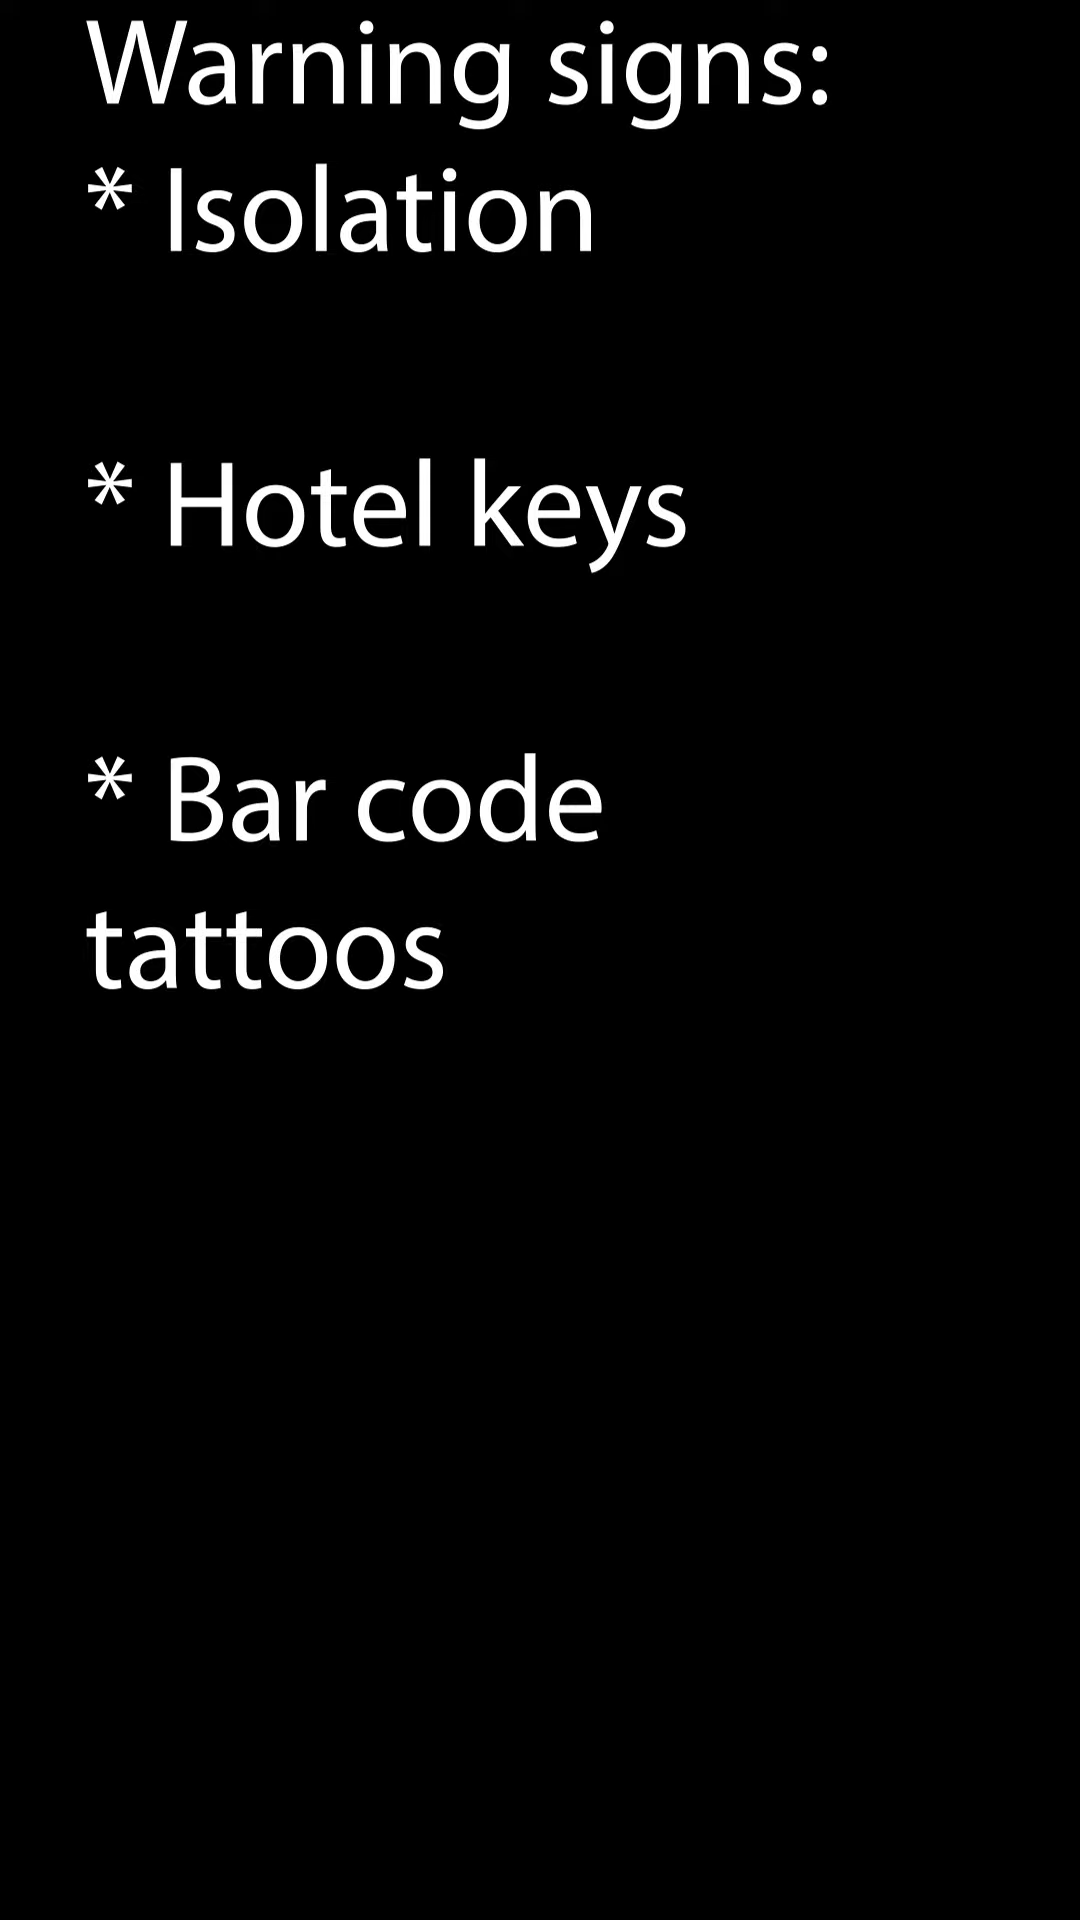 Warning signs:
* Isolation
* Hotel keys
* Bar code
tattoos